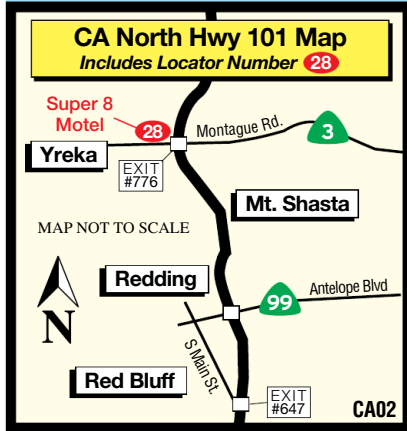 CA North Hwy 101 Map
Includes Locator Number 28
Super 8
Motel
28
Montague Rd.
3
Yreka
EXIT
#776
Mt. Shasta
MAP NOT TO SCALE
Redding
99
Antelope Blvd
N
S Main St.
Red Bluff
EXIT
#647
CA02